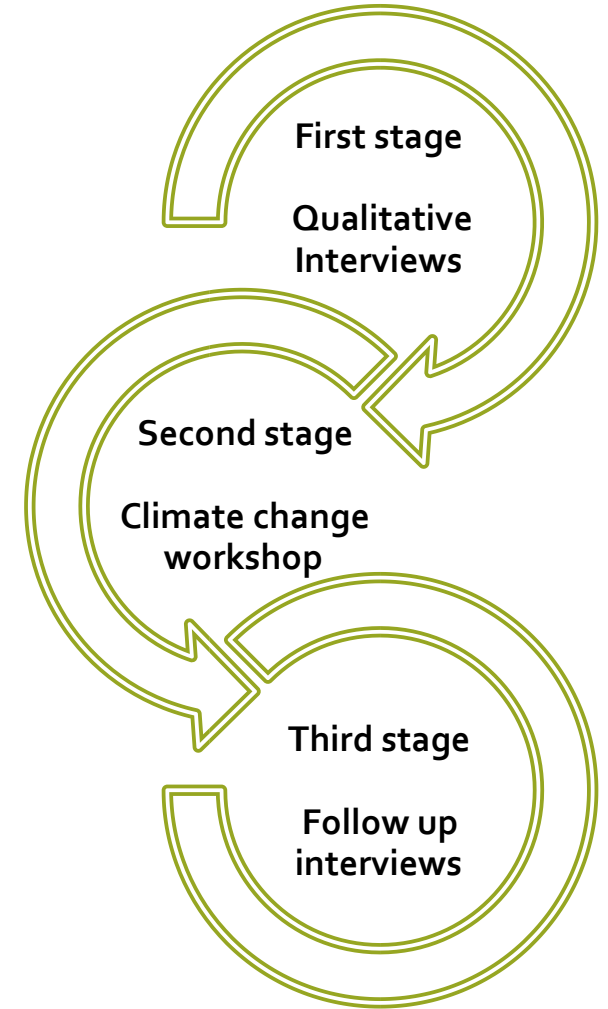 First stage
Qualitative
Interviews
Second stage
Climate change
workshop
Third stage
Follow up
interviews